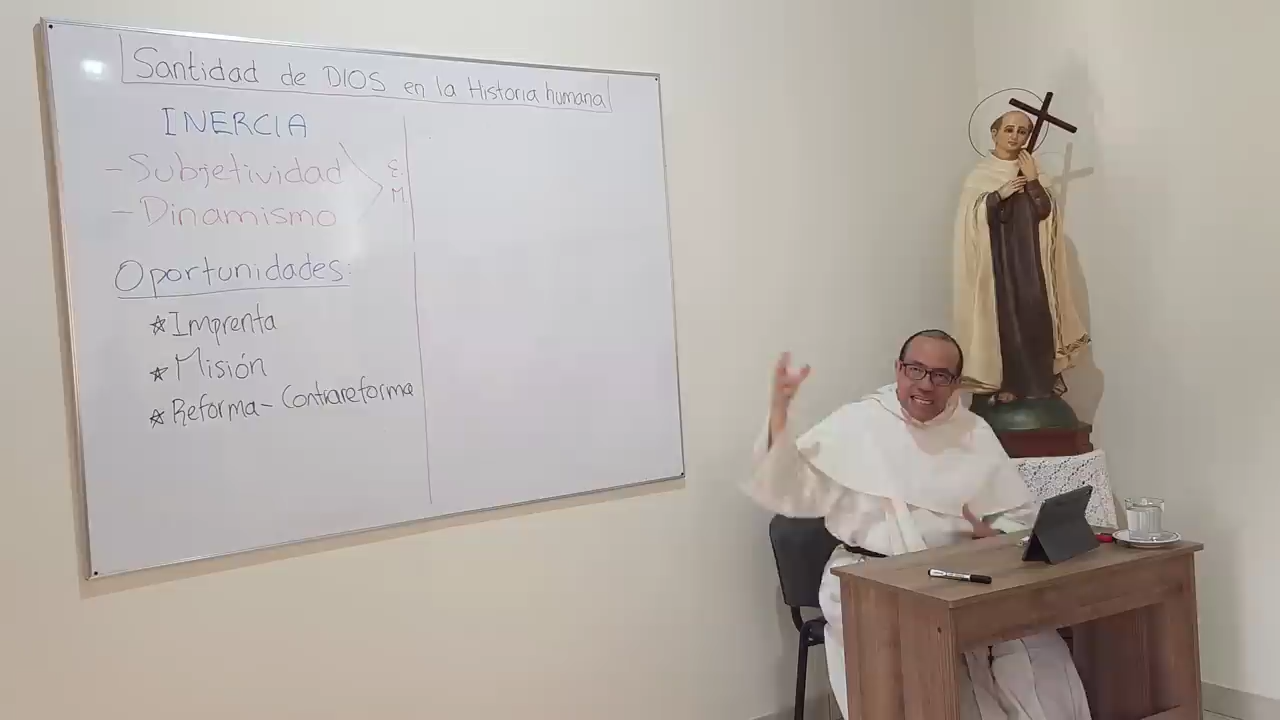 Santidad de DIOS en la Historia humana
INERCIA
- Subjetividad
- Dinamismo
E.
M.
Oportunidades:
* Imprenta
* Misión
* Reforma - Contrareforma